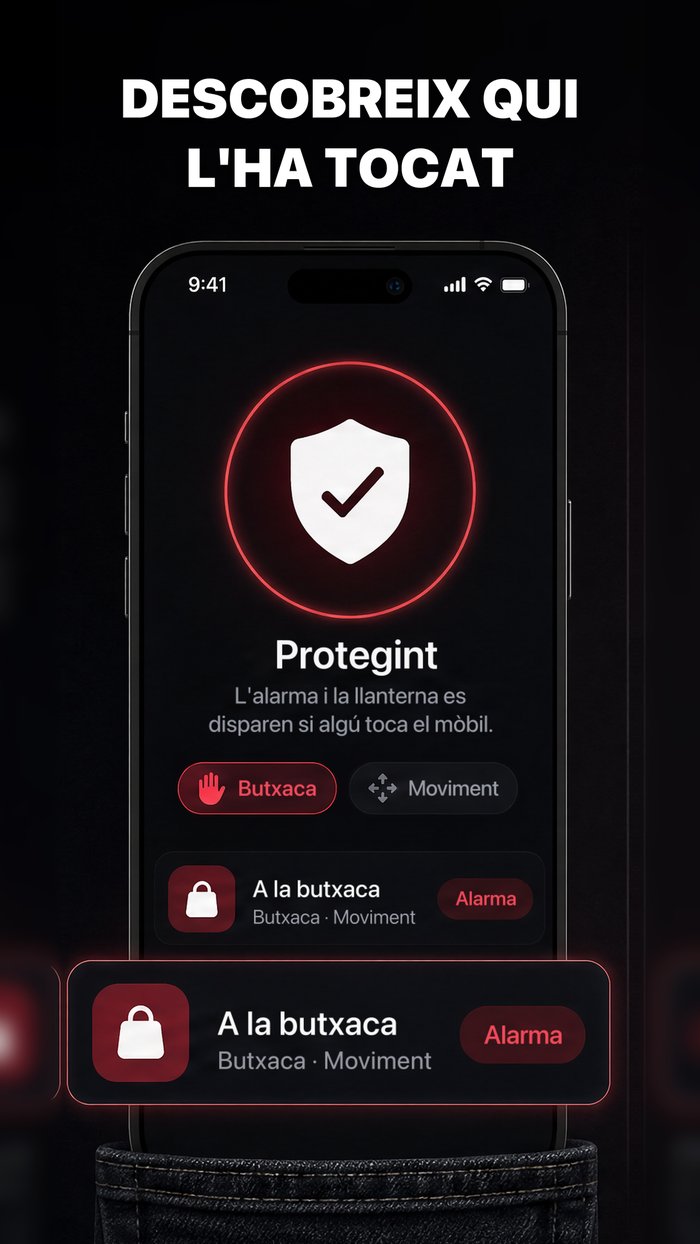 DESCOBREIX QUI
L'HA TOCAT
9:41
Protegint
L'alarma i la llanterna es
disparen si algú toca el mòbil.
Butxaca
Moviment
A la butxaca
Butxaca · Moviment
Alarma
A la butxaca
Butxaca · Moviment
Alarma